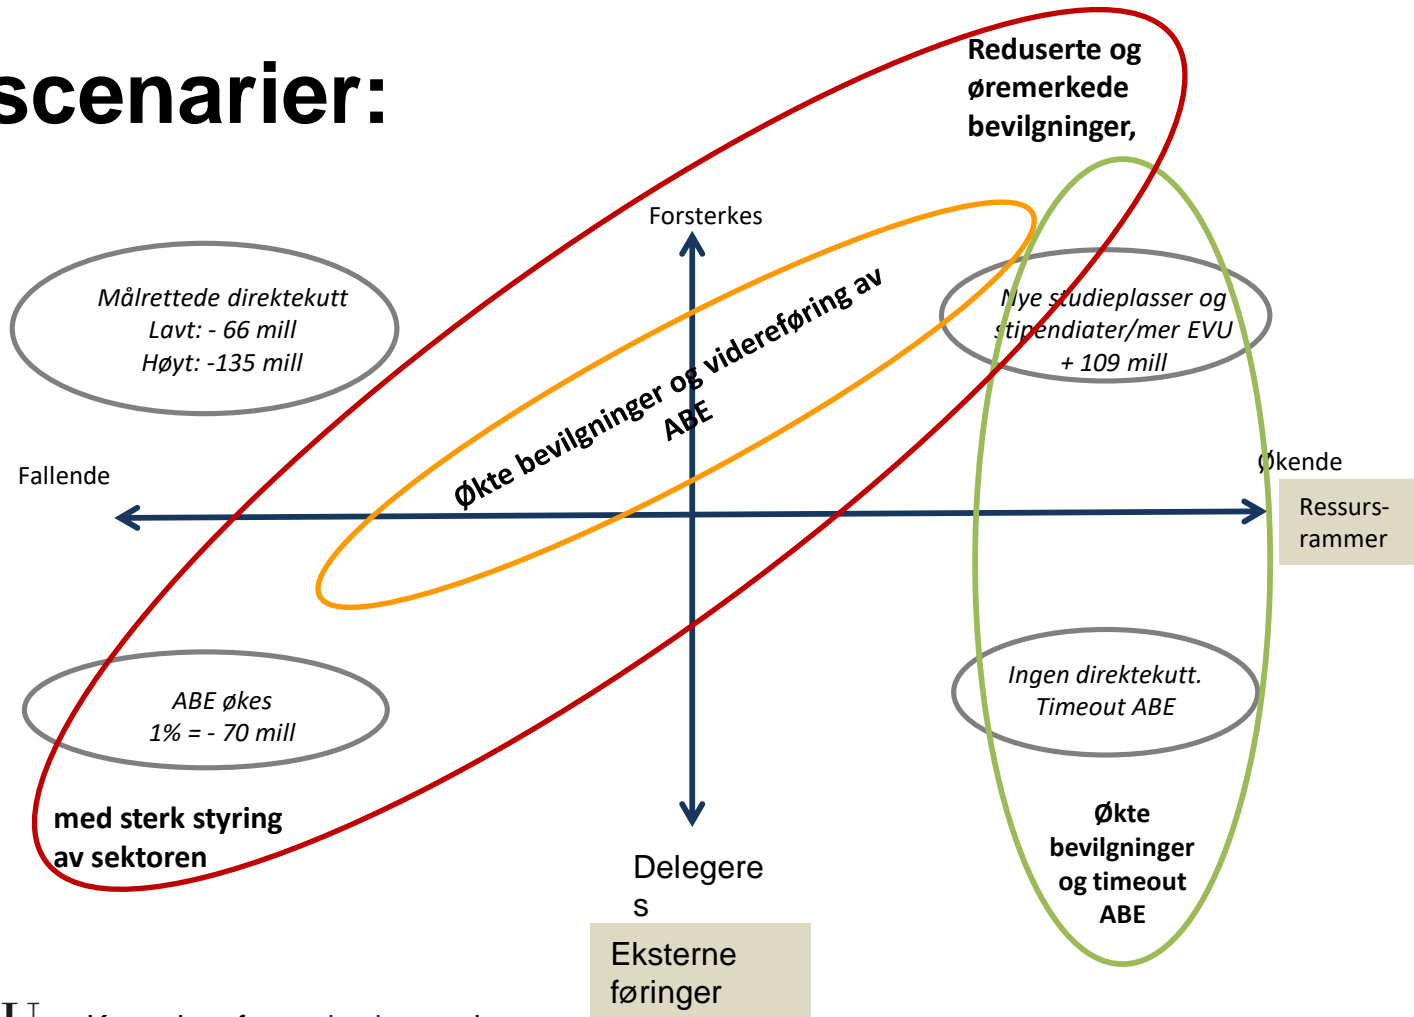 scenarier:
Reduserte og
øremerkede
bevilgninger,
Forsterkes
Målrettede direktekutt
Lavt: - 66 mill
Høyt: -135 mill
Økte bevilgninger og videreføring av
ABE
Nye studieplasser og
stipendiater/mer EVU
+ 109 mill
Fallende
Økende
Ressurs-
rammer
ABE økes
1% = - 70 mill
Ingen direktekutt.
Timeout ABE
med sterk styring
av sektoren
Økte
bevilgninger
og timeout
ABE
Delegere
s
Eksterne
føringer